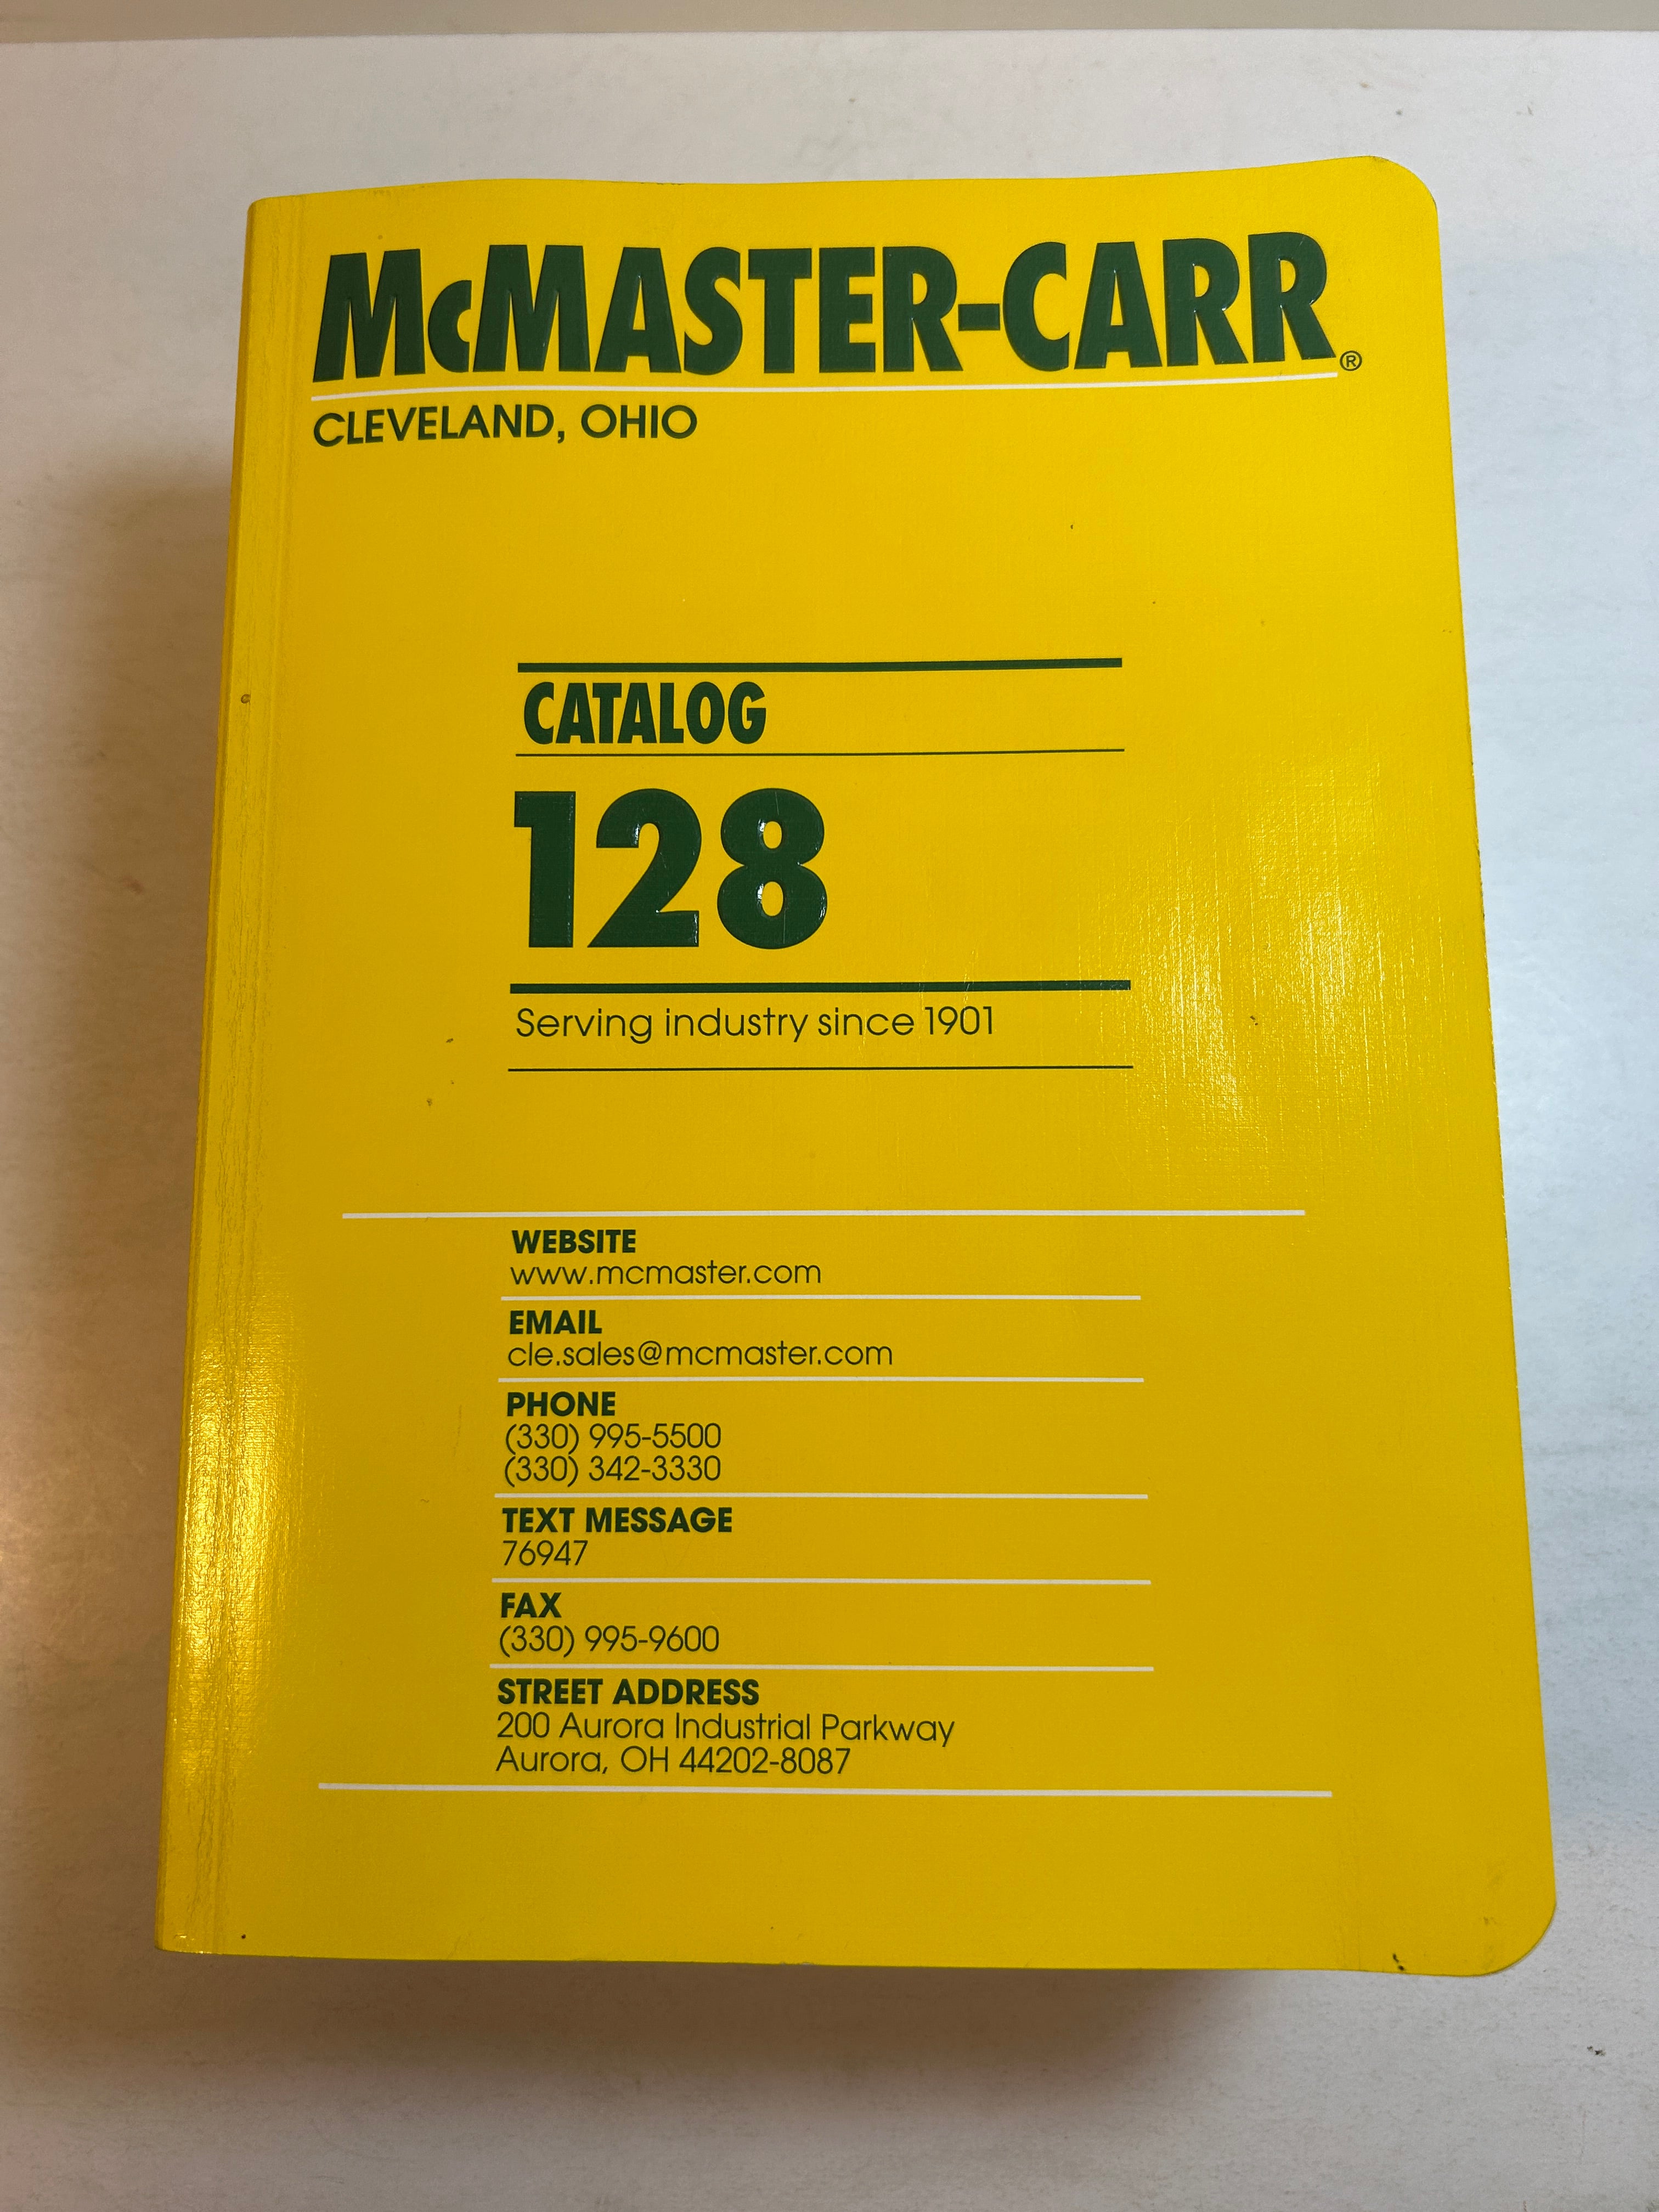 McMASTER-CARR®
CLEVELAND, OHIO
CATALOG
128
Serving industry since 1901
WEBSITE
www.mcmaster.com
EMAIL
cle.sales@mcmaster.com
PHONE
(330) 995-5500
(330) 342-3330
TEXT MESSAGE
76947
FAX
(330) 995-9600
STREET ADDRESS
200 Aurora Industrial Parkway
Aurora, OH 44202-8087